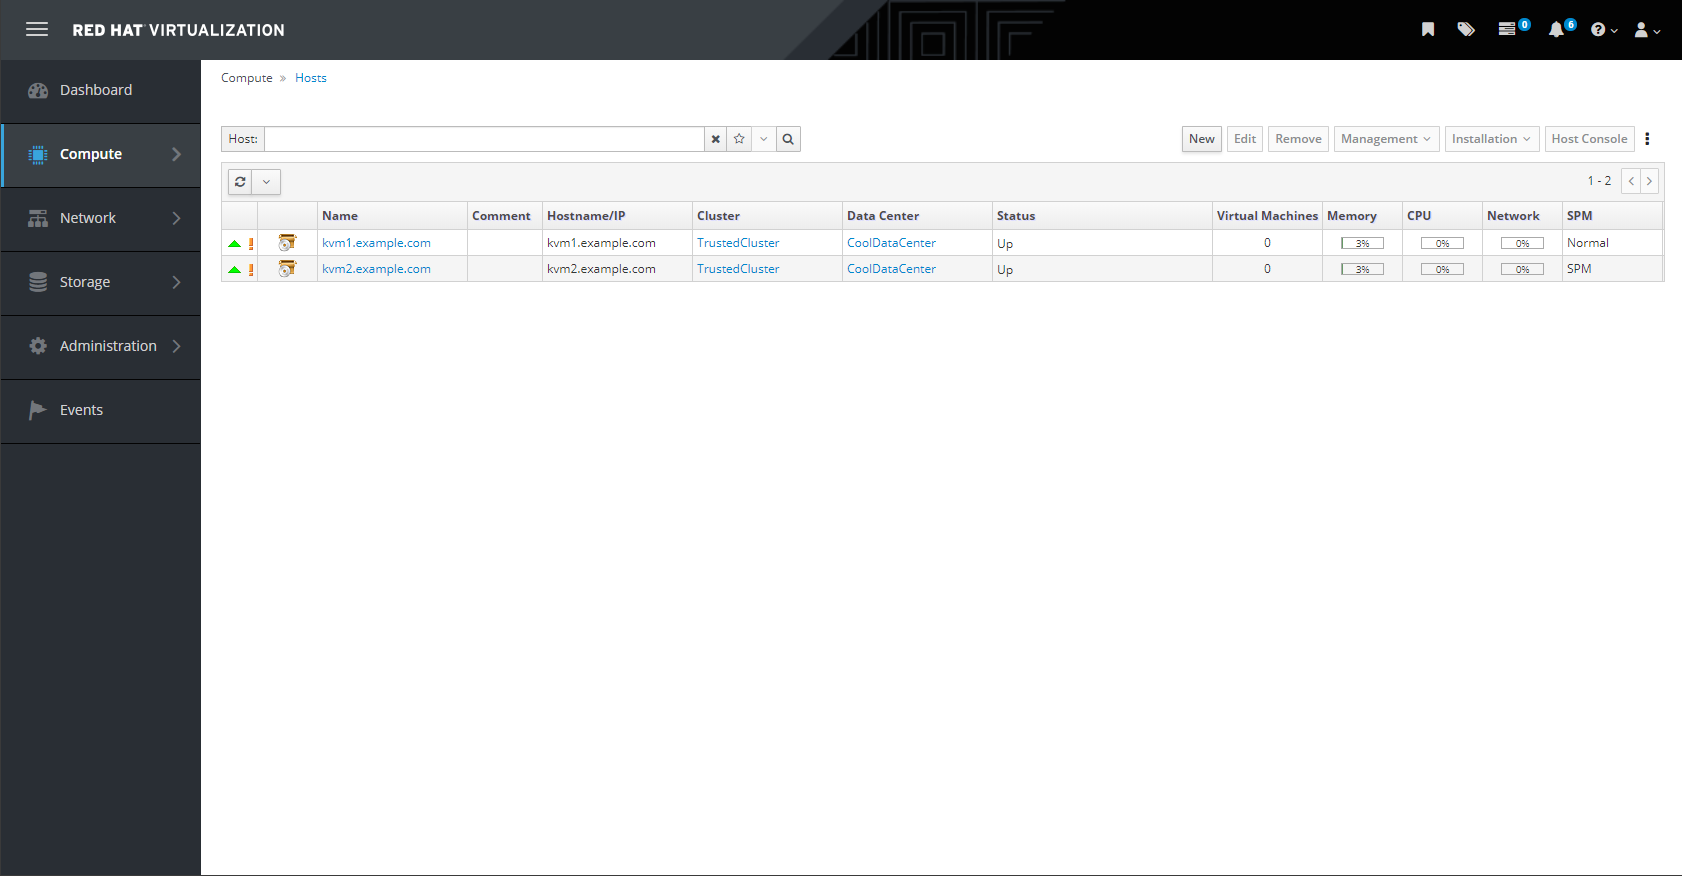 RED HAT VIRTUALIZATION
0
6
Dashboard
Compute
Network
Storage
Administration
Events
Compute » Hosts
Host:
New Edit Remove Management Installation Host Console
1 - 2
Name Comment Hostname/IP Cluster Data Center Status Virtual Machines Memory CPU Network SPM
kvm1.example.com kvm1.example.com TrustedCluster CoolDataCenter Up 0 3% 0% 0% Normal
kvm2.example.com kvm2.example.com TrustedCluster CoolDataCenter Up 0 3% 0% 0% SPM